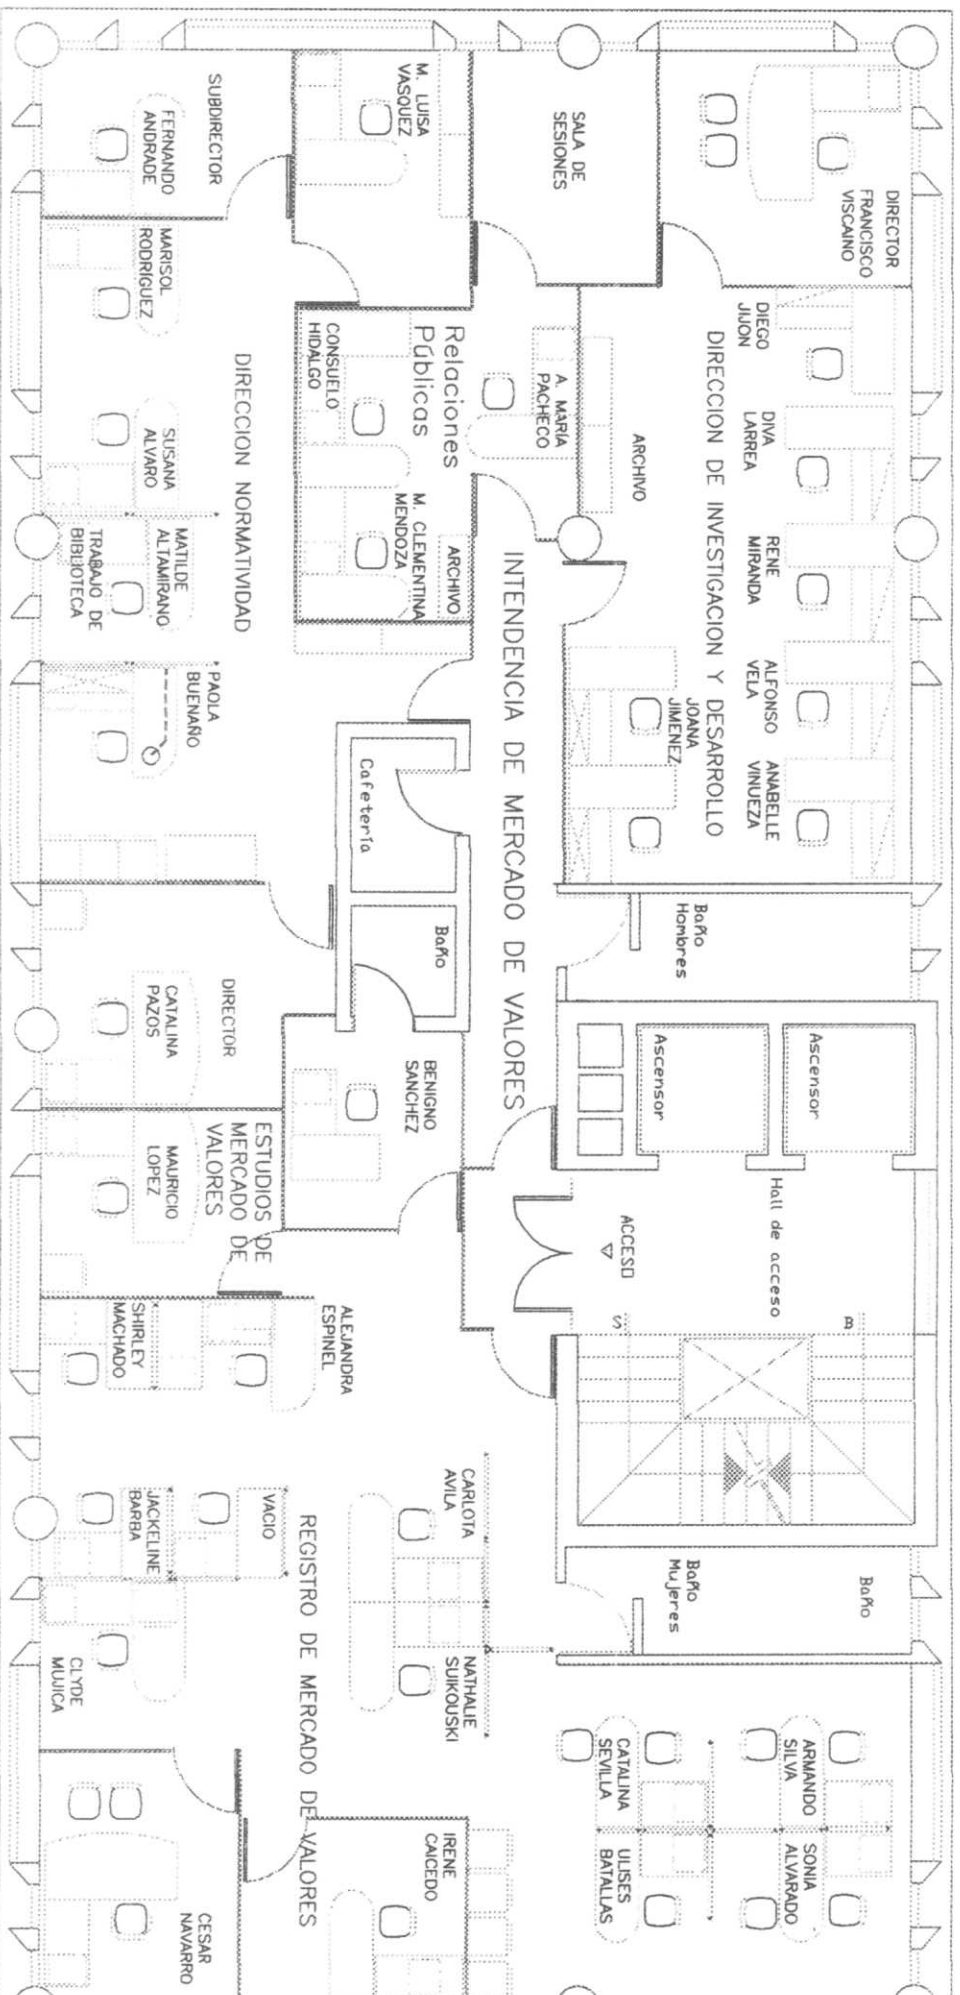 DIRECTOR
FRANCISCO
VISCAINO
SALA DE
SESIONES
M. LUISA
VASQUEZ
SUBDIRECTOR
FERNANDO
ANDRADE
DIEGO
JIJON
DIVA
LARREA
RENE
MIRANDA
ALFONSO
VELA
ANABELLE
VINUEZA
DIRECCION DE INVESTIGACION Y DESARROLLO
JOANA
JIMENEZ
ARCHIVO
A. MARÍA
PACHECO
Relaciones
Públicas
CONSUELO
HIDALGO
M. CLEMENTINA
MENDOZA
ARCHIVO
INTENDENCIA DE MERCADO DE VALORES
DIRECCION NORMATIVIDAD
MARISOL
RODRÍGUEZ
SUSANA
ALVARO
MATILDE
ALTAMIRANO
TRABAJO DE
BIBLIOTECA
PAOLA
BUENAÑO
Cafetería
Baño
Baño
Hombres
Ascensor
Ascensor
Hall de acceso
ACCESO
B
S
DIRECTOR
CATALINA
PAZOS
BENIGNO
SANCHEZ
ESTUDIOS DE
MERCADO DE
VALORES
MAURICIO
LOPEZ
ALEJANDRA
ESPINEL
SHIRLEY
MACHADO
Baño
Baño
Mujeres
CARLOTA
AVILA
NATHALIE
SUIKOUSKI
REGISTRO DE MERCADO DE VALORES
VACIO
JACKELINE
BARBA
CLYDE
MUJICA
ARMANDO
SILVA
SONIA
ALVARADO
CATALINA
SEVILLA
ULISES
BATALLAS
IRENE
CAICEDO
CESAR
NAVARRO